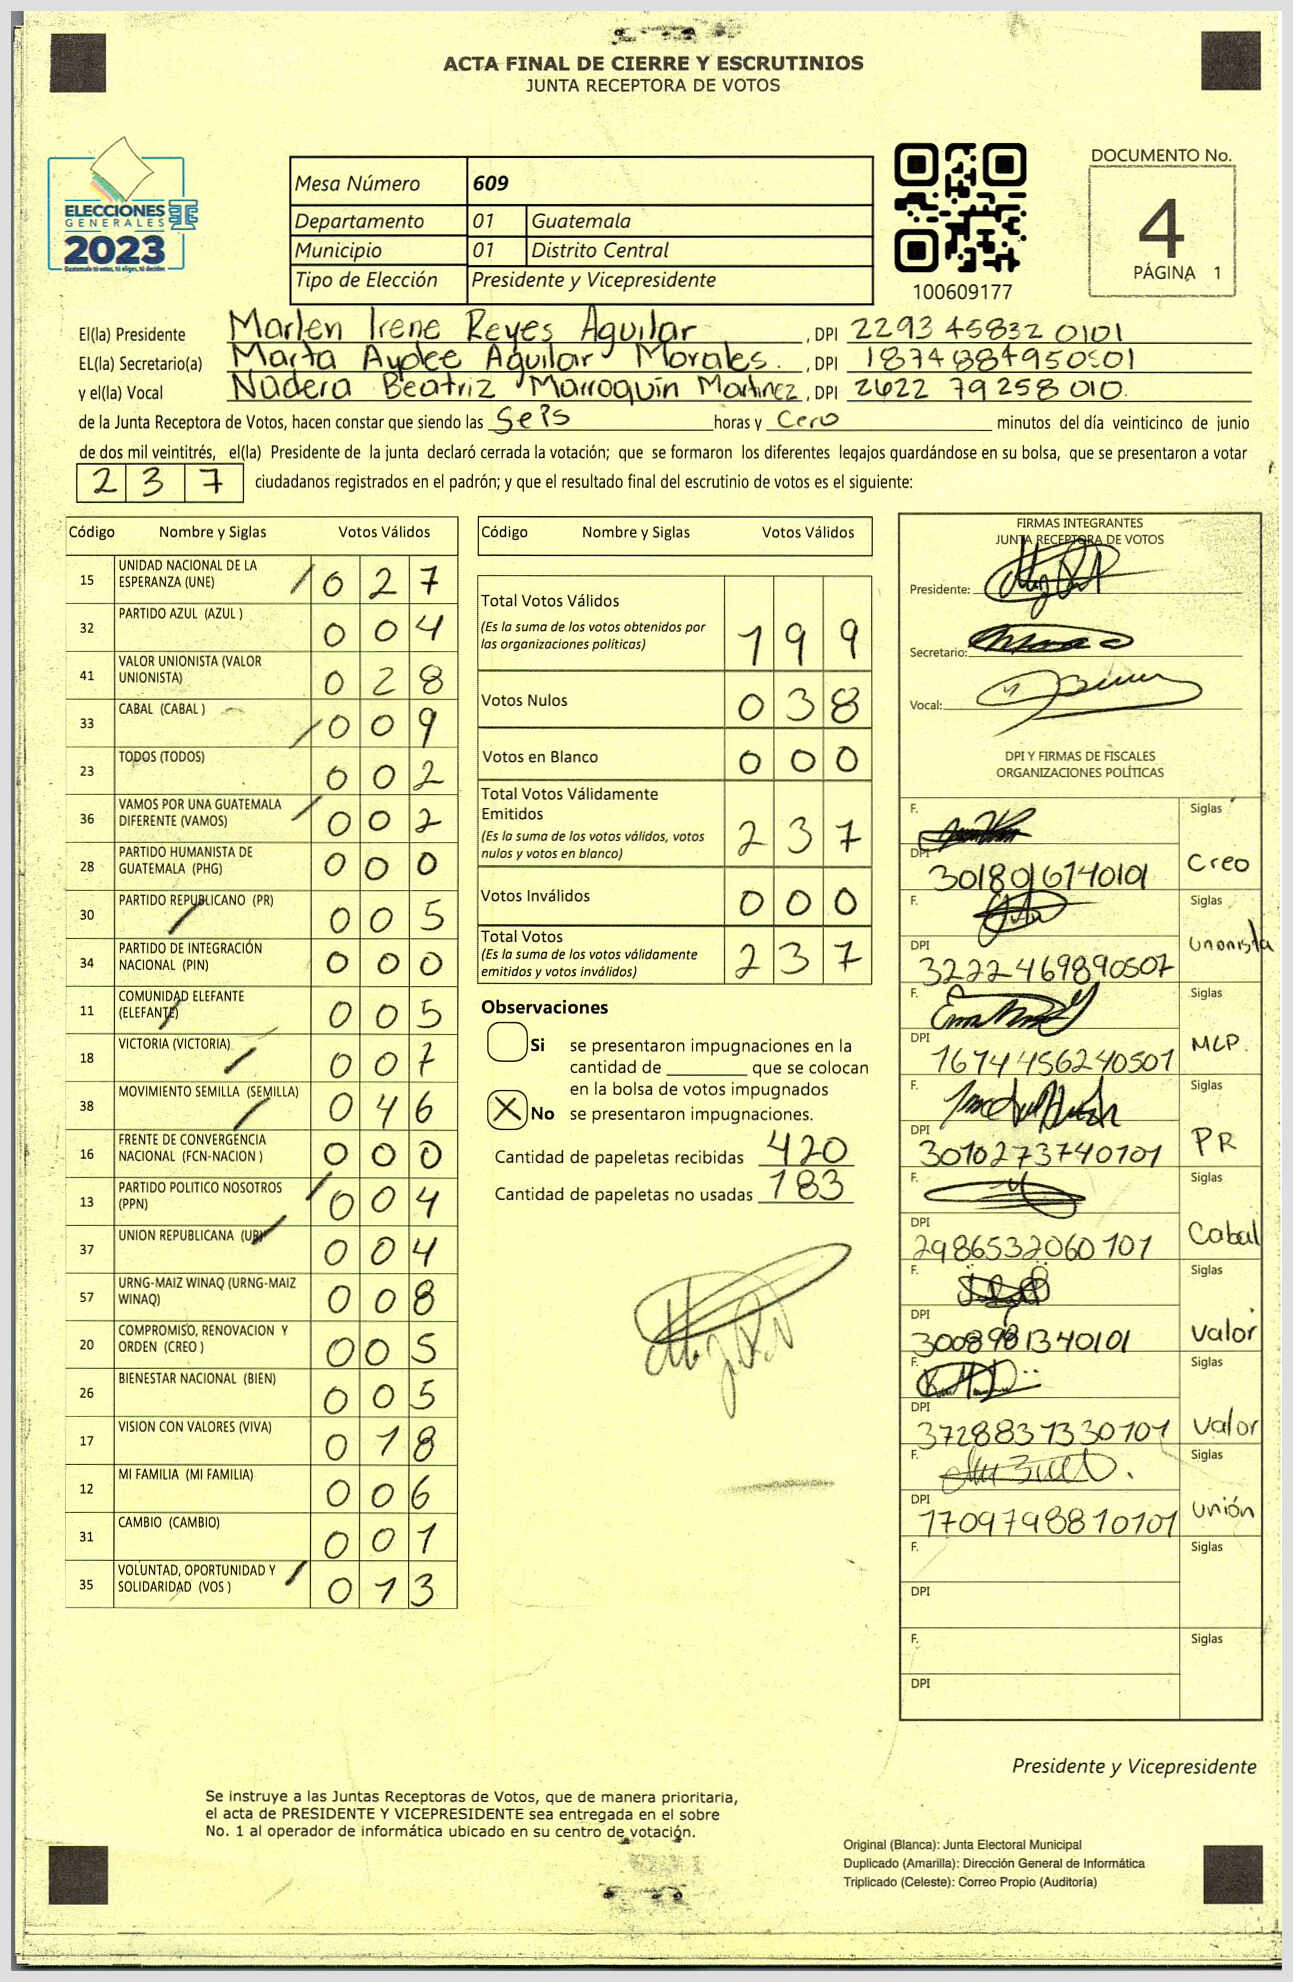 ACTA FINAL DE CIERRE Y ESCRUTINIOS
JUNTA RECEPTORA DE VOTOS
ELECCIONES
GENERALES
2023
Guatemala tú votas, tú eliges, tú decides
Mesa Número 609
Departamento 01 Guatemala
Municipio 01 Distrito Central
Tipo de Elección Presidente y Vicepresidente
100609177
DOCUMENTO No.
4
PÁGINA 1
El(la) Presidente Marlen Irene Reyes Aguilar, DPI 2293 45832 0101
EL(la) Secretario(a) Marta Aydee Aguilar Morales., DPI 1874884950501
y el(la) Vocal Nadera Beatriz Marroquin Martinez, DPI 2622 79258 010.
de la Junta Receptora de Votos, hacen constar que siendo las Seis horas y Cero minutos del día veinticinco de junio
de dos mil veintitrés, el(la) Presidente de la junta declaró cerrada la votación; que se formaron los diferentes legajos guardándose en su bolsa, que se presentaron a votar
2 3 7 ciudadanos registrados en el padrón; y que el resultado final del escrutinio de votos es el siguiente:
Código Nombre y Siglas Votos Válidos
15 UNIDAD NACIONAL DE LA ESPERANZA (UNE) 0 2 7
32 PARTIDO AZUL (AZUL ) 0 0 4
41 VALOR UNIONISTA (VALOR UNIONISTA) 0 2 8
33 CABAL (CABAL ) 0 0 9
23 TODOS (TODOS) 0 0 2
36 VAMOS POR UNA GUATEMALA DIFERENTE (VAMOS) 0 0 2
28 PARTIDO HUMANISTA DE GUATEMALA (PHG) 0 0 0
30 PARTIDO REPUBLICANO (PR) 0 0 5
34 PARTIDO DE INTEGRACIÓN NACIONAL (PIN) 0 0 0
11 COMUNIDAD ELEFANTE (ELEFANTE) 0 0 5
18 VICTORIA (VICTORIA) 0 0 7
38 MOVIMIENTO SEMILLA (SEMILLA) 0 4 6
16 FRENTE DE CONVERGENCIA NACIONAL (FCN-NACION ) 0 0 0
13 PARTIDO POLITICO NOSOTROS (PPN) 0 0 4
37 UNION REPUBLICANA (UR) 0 0 4
57 URNG-MAIZ WINAQ (URNG-MAIZ WINAQ) 0 0 8
20 COMPROMISO, RENOVACION Y ORDEN (CREO ) 0 0 5
26 BIENESTAR NACIONAL (BIEN) 0 0 5
17 VISION CON VALORES (VIVA) 0 1 8
12 MI FAMILIA (MI FAMILIA) 0 0 6
31 CAMBIO (CAMBIO) 0 0 1
35 VOLUNTAD, OPORTUNIDAD Y SOLIDARIDAD (VOS ) 0 1 3
Código Nombre y Siglas Votos Válidos
Total Votos Válidos
(Es la suma de los votos obtenidos por
las organizaciones políticas) 1 9 9
Votos Nulos 0 3 8
Votos en Blanco 0 0 0
Total Votos Válidamente
Emitidos
(Es la suma de los votos válidos, votos
nulos y votos en blanco) 2 3 7
Votos Inválidos 0 0 0
Total Votos
(Es la suma de los votos válidamente
emitidos y votos inválidos) 2 3 7
Observaciones
Si se presentaron impugnaciones en la
cantidad de ________ que se colocan
en la bolsa de votos impugnados
X No se presentaron impugnaciones.
Cantidad de papeletas recibidas 420
Cantidad de papeletas no usadas 183
FIRMAS INTEGRANTES
JUNTA RECEPTORA DE VOTOS
Presidente:
Secretario:
Vocal:
DPI Y FIRMAS DE FISCALES
ORGANIZACIONES POLÍTICAS
F. Siglas
DPI 3018016740101 Creo
F. Siglas
DPI 3222469890507 Unonista
F. Siglas
DPI 1674456240501 MLP.
F. Siglas
DPI 3010273740101 PR
F. Siglas
DPI 2986532060101 Cabal
F. Siglas
DPI 3008981340101 Valor
F. Siglas
DPI 3728831330101 Valor
F. Siglas
DPI 1709798810101 Unión
F. Siglas
DPI
F. Siglas
DPI
Presidente y Vicepresidente
Se instruye a las Juntas Receptoras de Votos, que de manera prioritaria,
el acta de PRESIDENTE Y VICEPRESIDENTE sea entregada en el sobre
No. 1 al operador de informática ubicado en su centro de votación.
Original (Blanca): Junta Electoral Municipal
Duplicado (Amarilla): Dirección General de Informática
Triplicado (Celeste): Correo Propio (Auditoría)